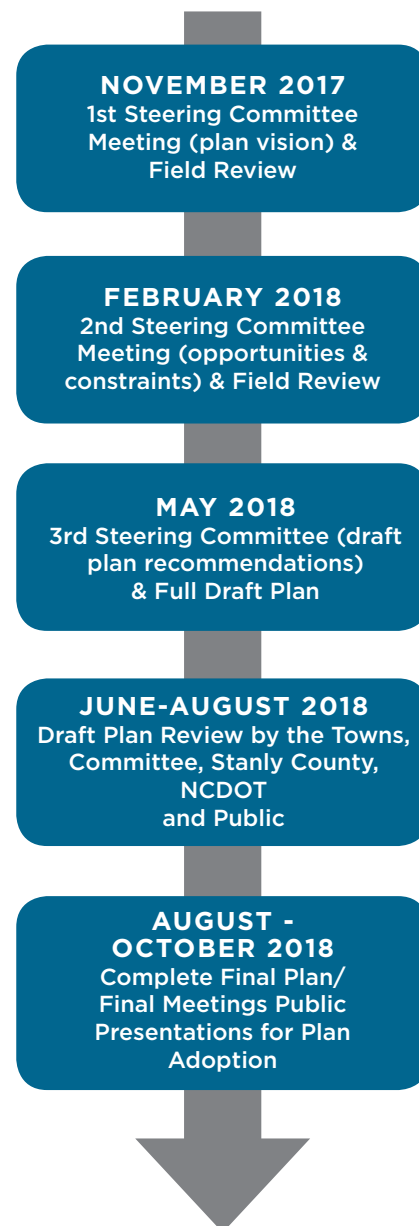 NOVEMBER 2017
1st Steering Committee
Meeting (plan vision) &
Field Review
FEBRUARY 2018
2nd Steering Committee
Meeting (opportunities &
constraints) & Field Review
MAY 2018
3rd Steering Committee (draft
plan recommendations)
& Full Draft Plan
JUNE-AUGUST 2018
Draft Plan Review by the Towns,
Committee, Stanly County,
NCDOT
and Public
AUGUST -
OCTOBER 2018
Complete Final Plan/
Final Meetings Public
Presentations for Plan
Adoption